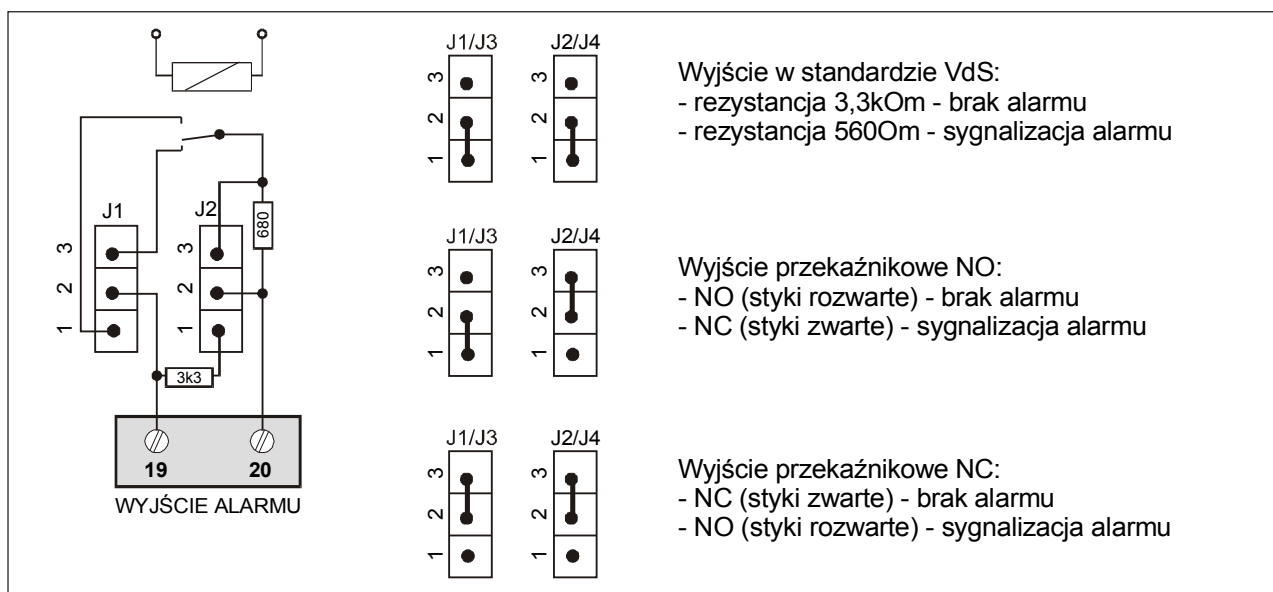 J1
3
2
1
J2
3
2
1
680
3k3
19 20
WYJŚCIE ALARMU
J1/J3 J2/J4
3 3
2 2
1 1
Wyjście w standardzie VdS:
- rezystancja 3,3kOm - brak alarmu
- rezystancja 560Om - sygnalizacja alarmu
J1/J3 J2/J4
3 3
2 2
1 1
Wyjście przekaźnikowe NO:
- NO (styki rozwarte) - brak alarmu
- NC (styki zwarte) - sygnalizacja alarmu
J1/J3 J2/J4
3 3
2 2
1 1
Wyjście przekaźnikowe NC:
- NC (styki zwarte) - brak alarmu
- NO (styki rozwarte) - sygnalizacja alarmu